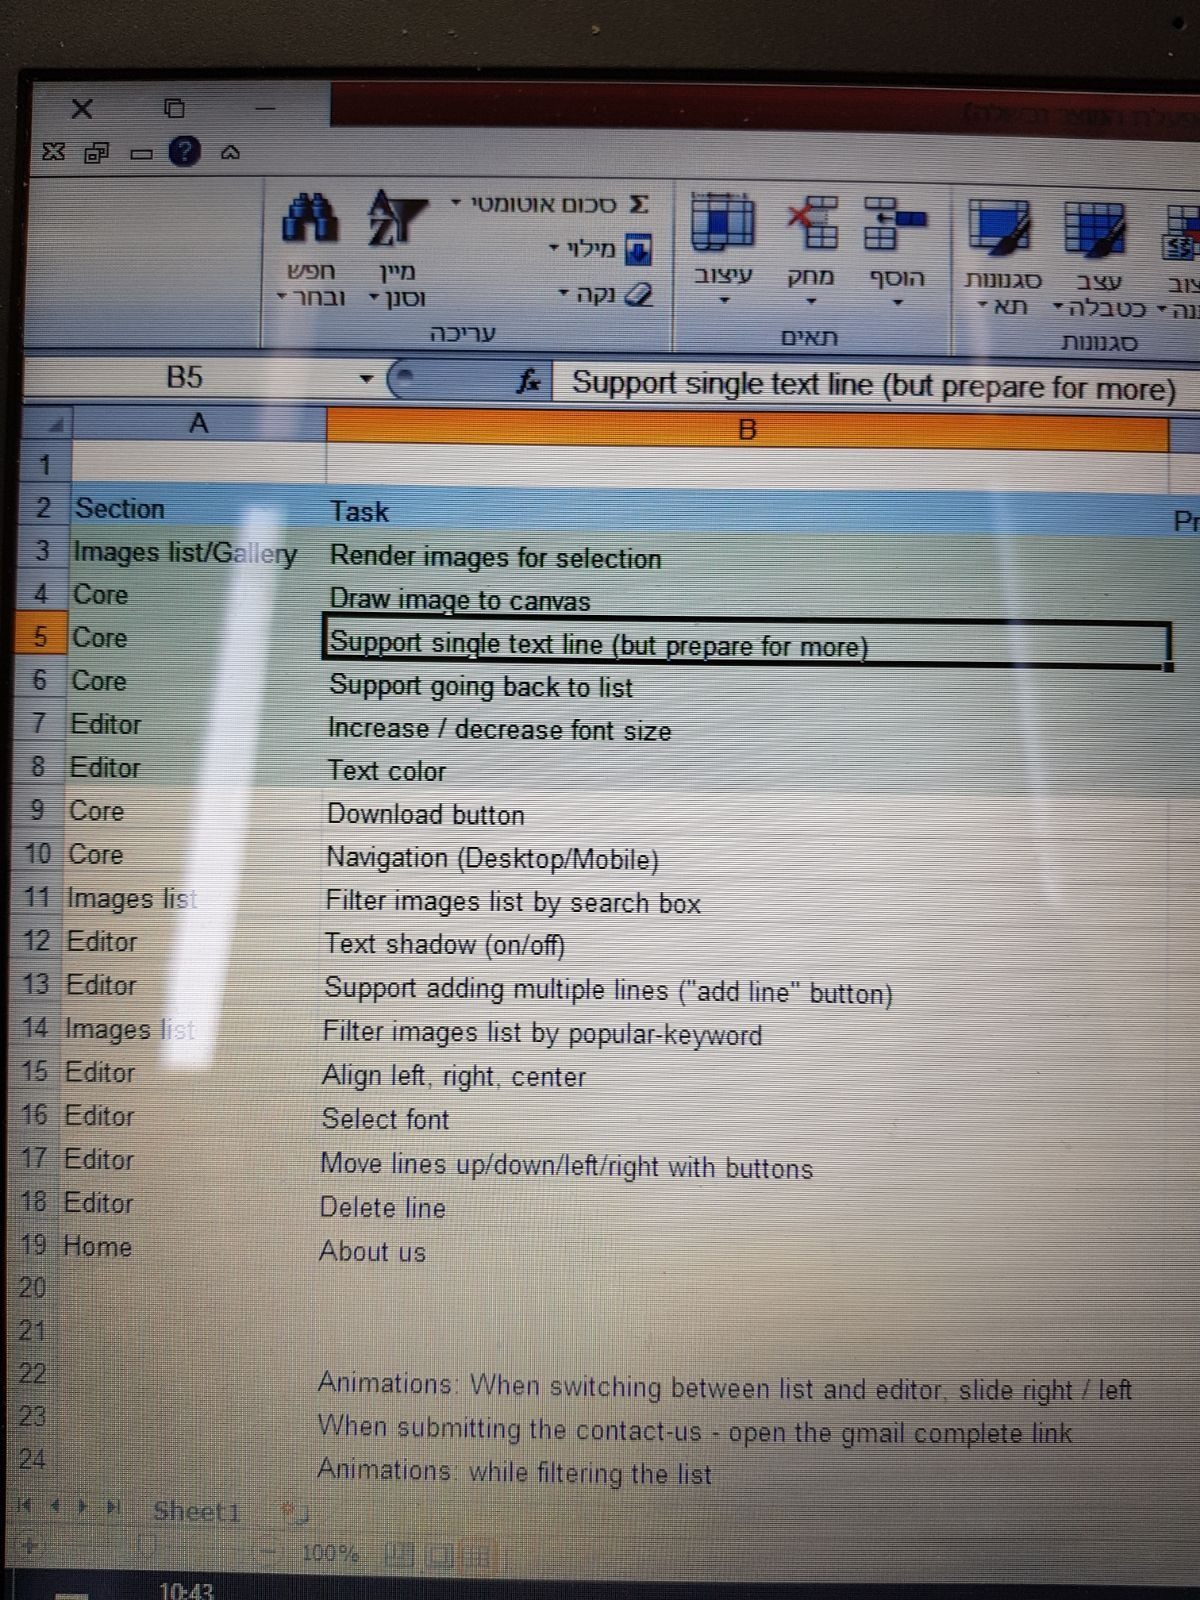 סכום אוטומטי
מילוי
נקה
חפש
ובחר
מיין
וסנן
עריכה
עיצוב
מחק
הוסף
תאים
סגנונות
תא
עצב
כטבלה
סגנונות
B5
fx
Support single text line (but prepare for more)
A B
1
2 Section Task Pr
3 Images list/Gallery Render images for selection
4 Core Draw image to canvas
5 Core Support single text line (but prepare for more)
6 Core Support going back to list
7 Editor Increase / decrease font size
8 Editor Text color
9 Core Download button
10 Core Navigation (Desktop/Mobile)
11 Images list Filter images list by search box
12 Editor Text shadow (on/off)
13 Editor Support adding multiple lines ("add line" button)
14 Images list Filter images list by popular-keyword
15 Editor Align left, right, center
16 Editor Select font
17 Editor Move lines up/down/left/right with buttons
18 Editor Delete line
19 Home About us
20
21
22 Animations: When switching between list and editor, slide right / left
23 When submitting the contact-us - open the gmail complete link
24 Animations: while filtering the list
Sheet1
100%
10:43